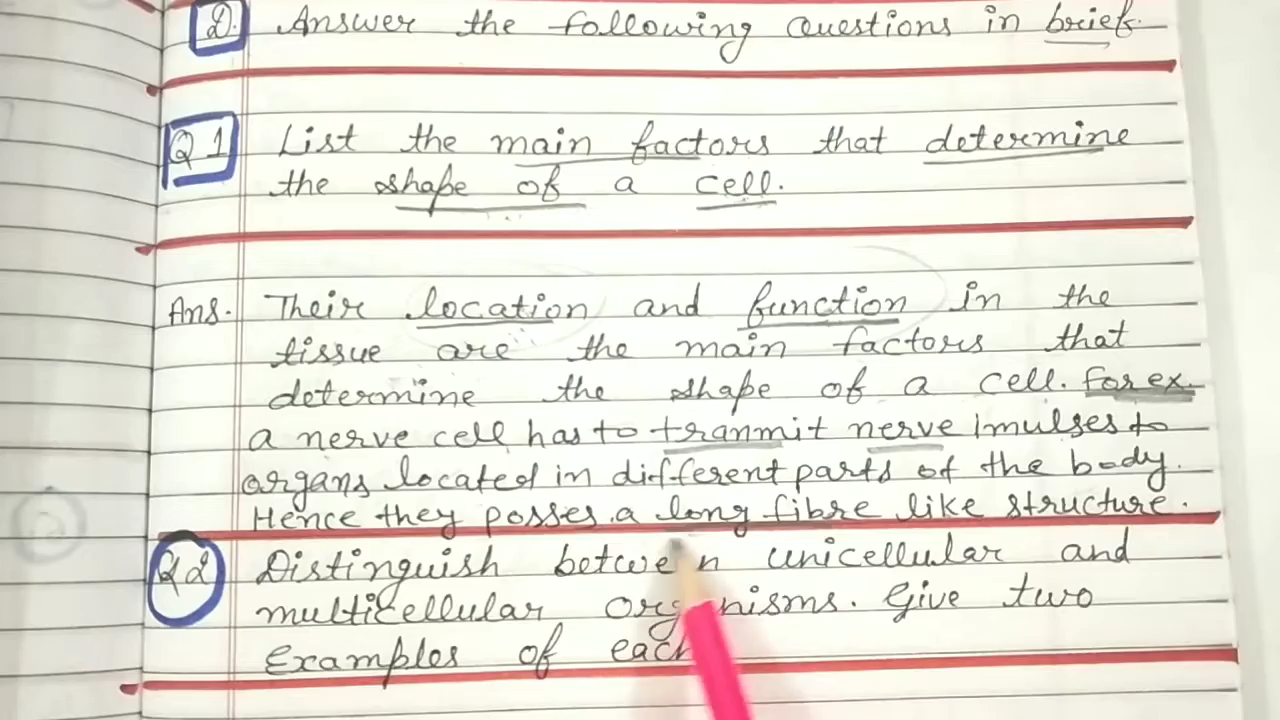 D. Answer the following questions in brief.
Q1 List the main factors that determine
the shape of a cell.
Ans. Their location and function in the
tissue are the main factors that
determine the shape of a cell. For ex.
a nerve cell has to tranmit nerve Imulses to
organs located in different parts of the body.
Hence they posses a long fibre like structure.
Q2 Distinguish between unicellular and
multicellular organisms. Give two
Examples of each